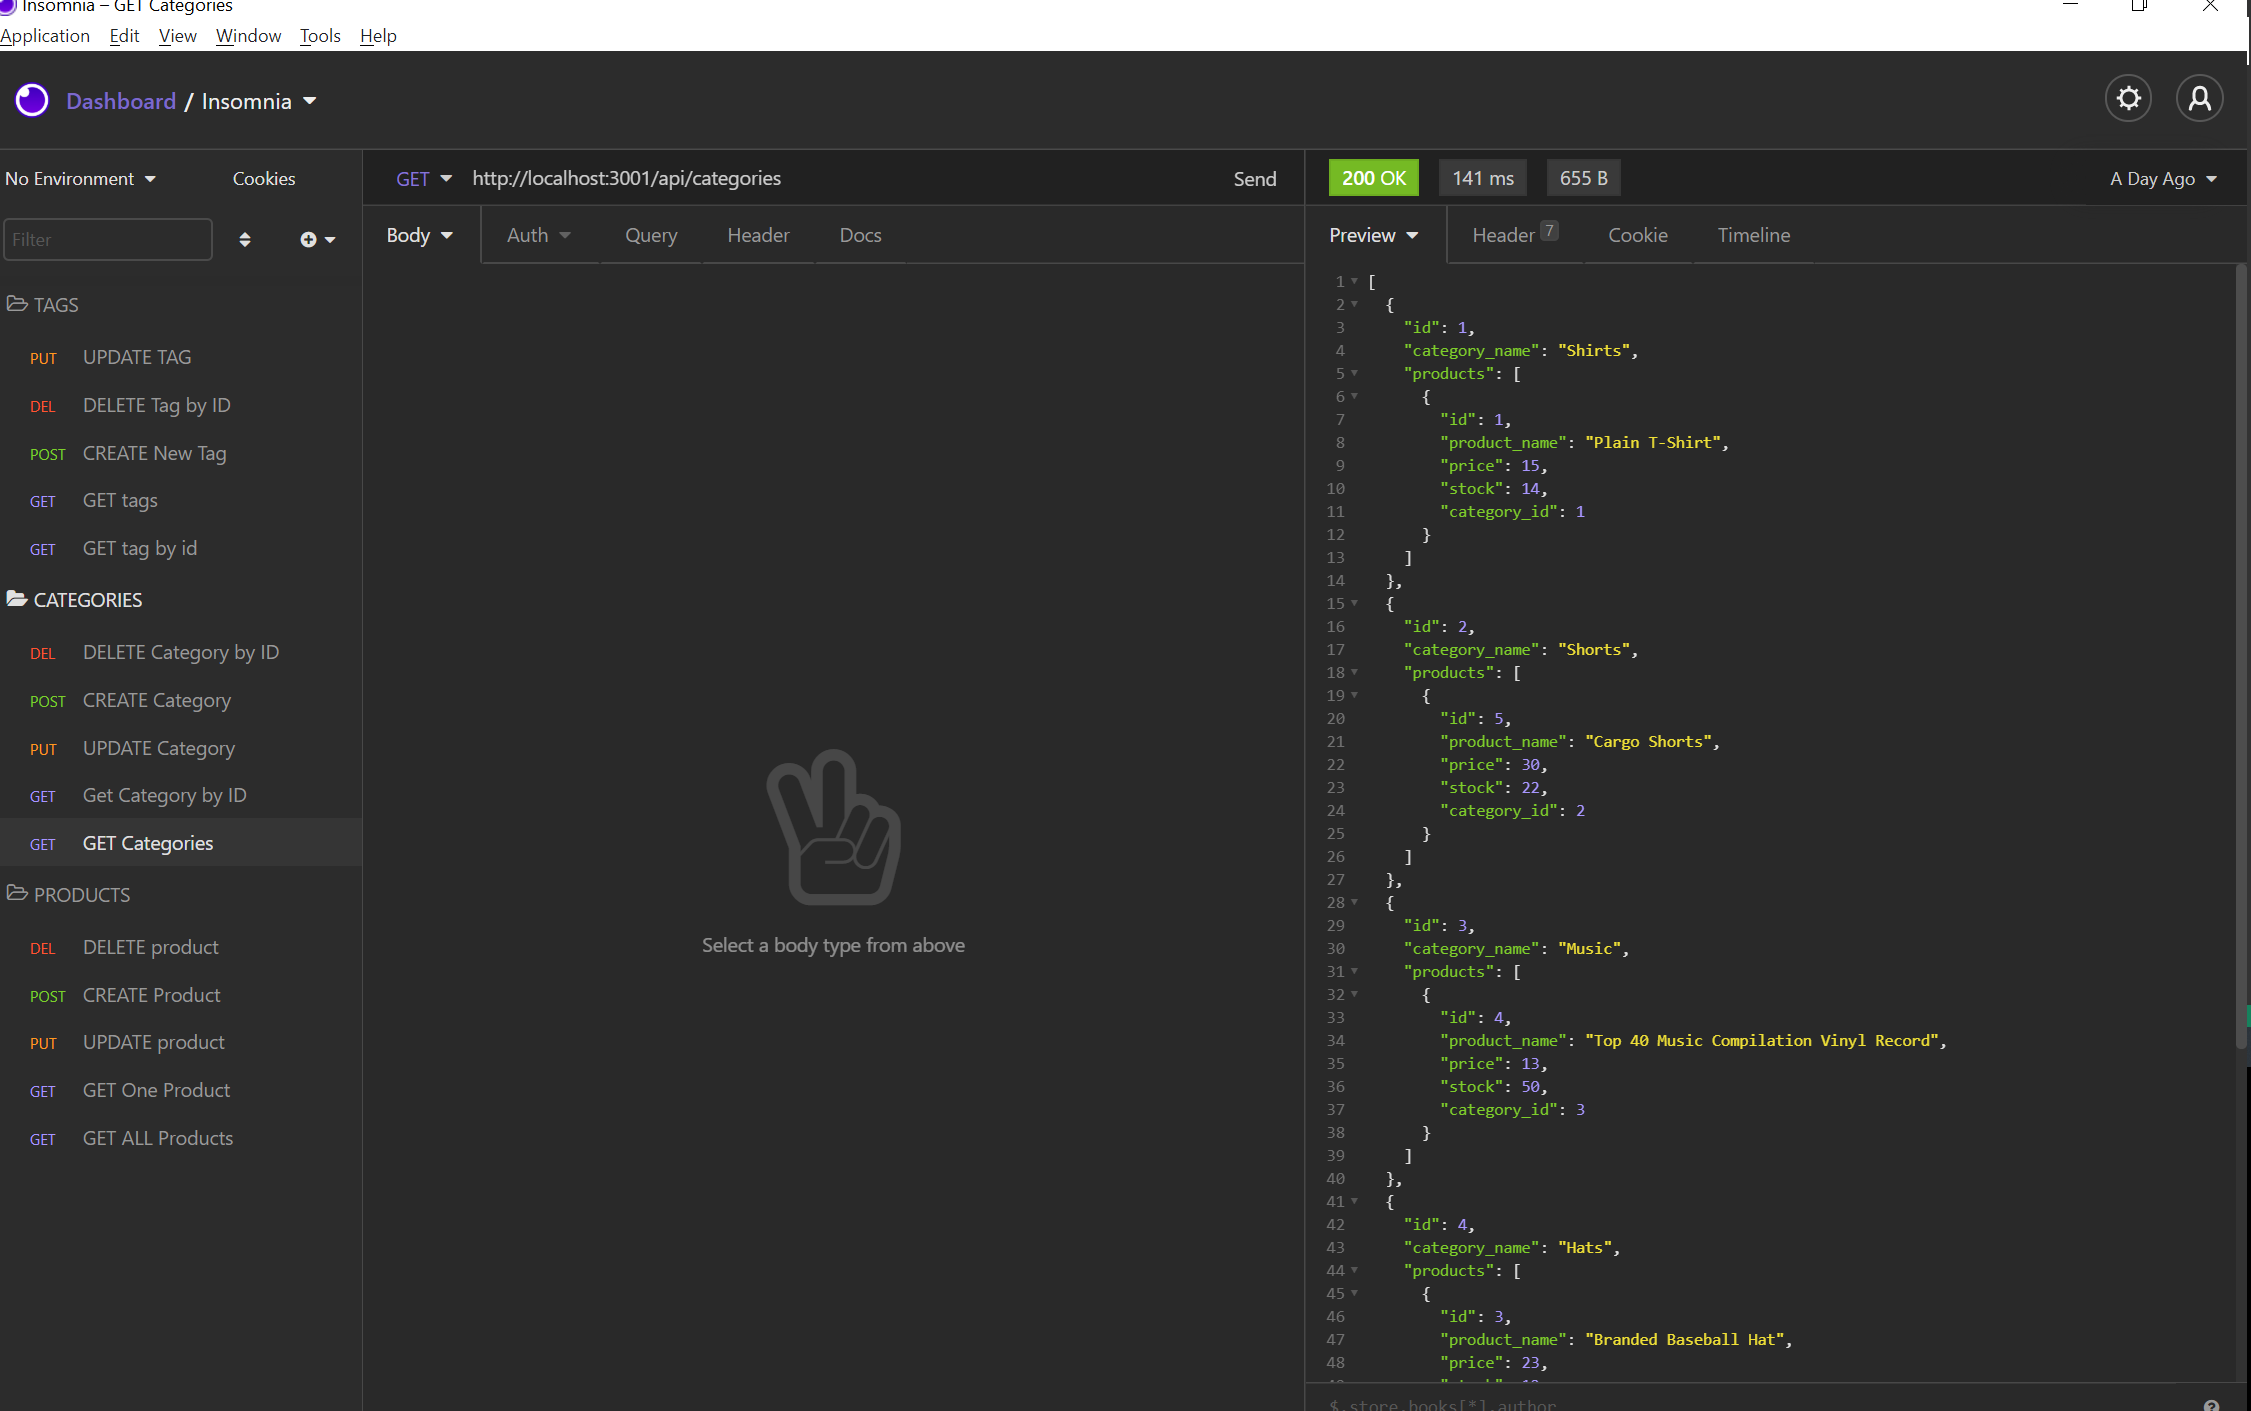 Insomnia – GET Categories
Application Edit View Window Tools Help
Dashboard / Insomnia
No Environment Cookies
Filter
TAGS
PUT UPDATE TAG
DEL DELETE Tag by ID
POST CREATE New Tag
GET GET tags
GET GET tag by id
CATEGORIES
DEL DELETE Category by ID
POST CREATE Category
PUT UPDATE Category
GET Get Category by ID
GET GET Categories
PRODUCTS
DEL DELETE product
POST CREATE Product
PUT UPDATE product
GET GET One Product
GET GET ALL Products
GET http://localhost:3001/api/categories Send
Body Auth Query Header Docs
Select a body type from above
200 OK 141 ms 655 B A Day Ago
Preview Header 7 Cookie Timeline
1 [
2 {
3 "id": 1,
4 "category_name": "Shirts",
5 "products": [
6 {
7 "id": 1,
8 "product_name": "Plain T-Shirt",
9 "price": 15,
10 "stock": 14,
11 "category_id": 1
12 }
13 ]
14 },
15 {
16 "id": 2,
17 "category_name": "Shorts",
18 "products": [
19 {
20 "id": 5,
21 "product_name": "Cargo Shorts",
22 "price": 30,
23 "stock": 22,
24 "category_id": 2
25 }
26 ]
27 },
28 {
29 "id": 3,
30 "category_name": "Music",
31 "products": [
32 {
33 "id": 4,
34 "product_name": "Top 40 Music Compilation Vinyl Record",
35 "price": 13,
36 "stock": 50,
37 "category_id": 3
38 }
39 ]
40 },
41 {
42 "id": 4,
43 "category_name": "Hats",
44 "products": [
45 {
46 "id": 3,
47 "product_name": "Branded Baseball Hat",
48 "price": 23,
$.store.books[*].author